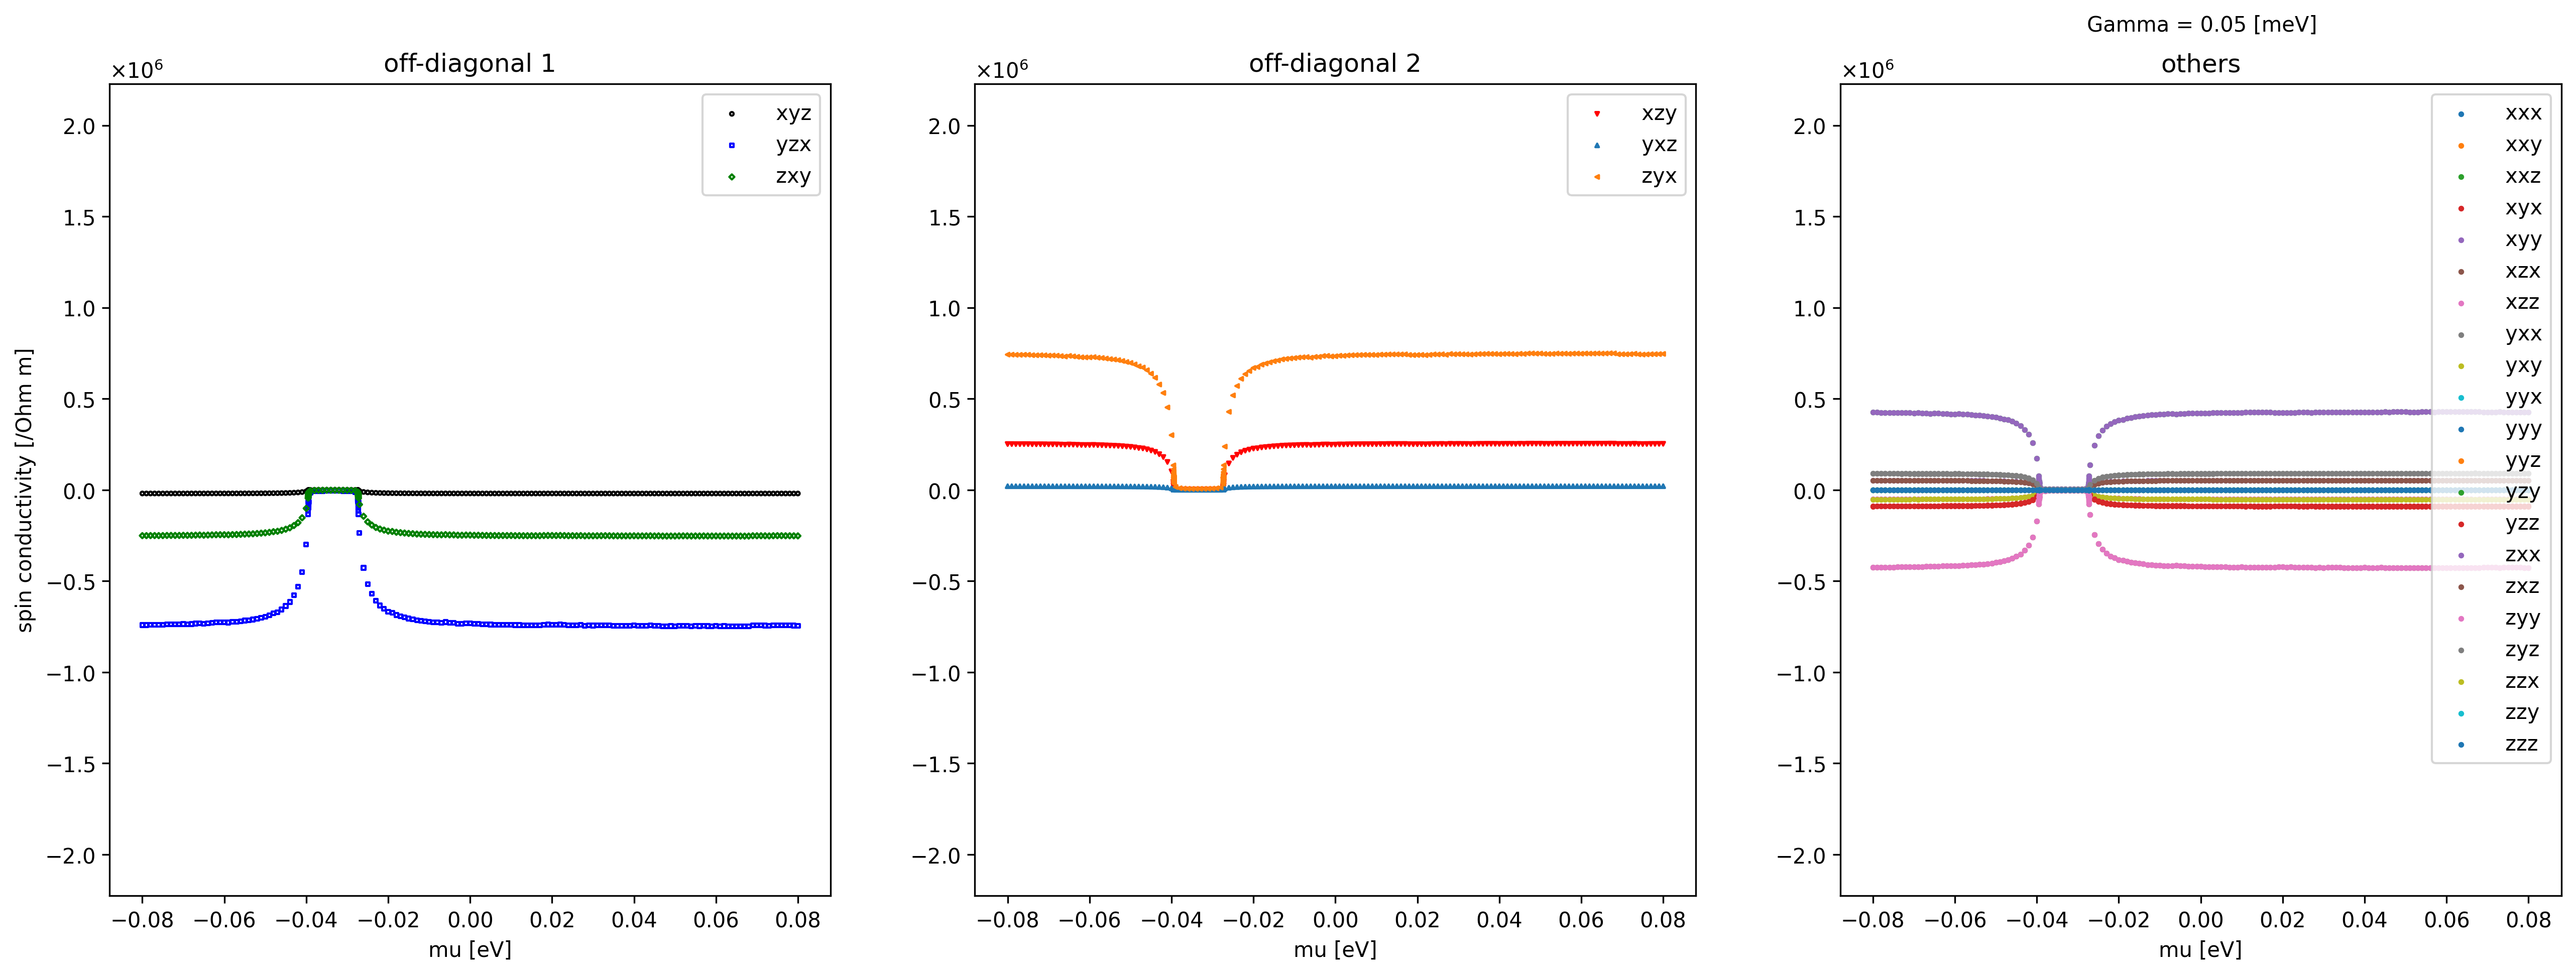 Gamma = 0.05 [meV]
off-diagonal 1
×10⁶
2.0
1.5
1.0
0.5
0.0
−0.5
−1.0
−1.5
−2.0
spin conductivity [/Ohm m]
xyz
yzx
zxy
−0.08 −0.06 −0.04 −0.02 0.00 0.02 0.04 0.06 0.08
mu [eV]
off-diagonal 2
×10⁶
2.0
1.5
1.0
0.5
0.0
−0.5
−1.0
−1.5
−2.0
xzy
yxz
zyx
−0.08 −0.06 −0.04 −0.02 0.00 0.02 0.04 0.06 0.08
mu [eV]
others
×10⁶
2.0
1.5
1.0
0.5
0.0
−0.5
−1.0
−1.5
−2.0
xxx
xxy
xxz
xyx
xyy
xzx
xzz
yxx
yxy
yyx
yyy
yyz
yzy
yzz
zxx
zxz
zyy
zyz
zzx
zzy
zzz
−0.08 −0.06 −0.04 −0.02 0.00 0.02 0.04 0.06 0.08
mu [eV]